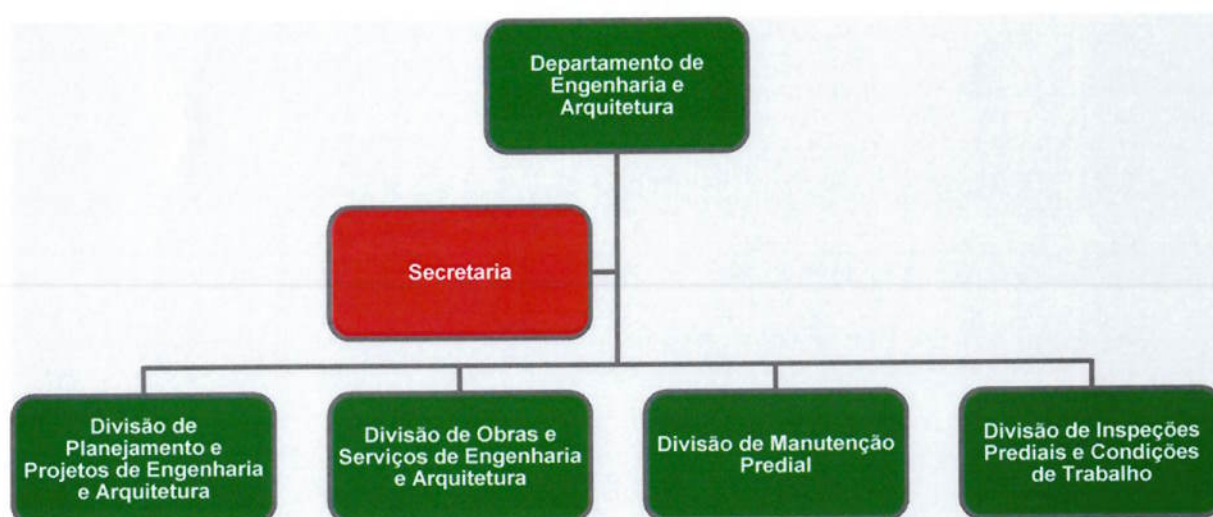 Departamento de
Engenharia e
Arquitetura
Secretaria
Divisão de
Planejamento e
Projetos de Engenharia
e Arquitetura
Divisão de Obras e
Serviços de Engenharia
e Arquitetura
Divisão de Manutenção
Predial
Divisão de Inspeções
Prediais e Condições
de Trabalho